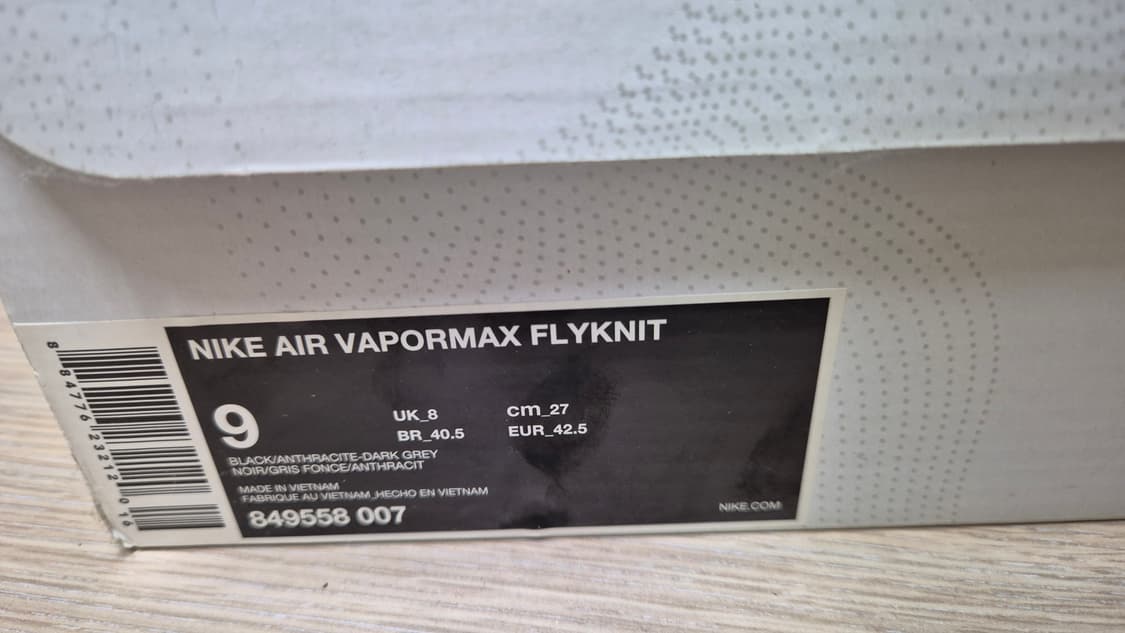 NIKE AIR VAPORMAX FLYKNIT
9
UK_8 cm_27
BR_40.5 EUR_42.5
BLACK/ANTHRACITE-DARK GREY
NOIR/GRIS FONCE/ANTHRACIT
MADE IN VIETNAM
FABRIQUE AU VIETNAM_HECHO EN VIETNAM
849558 007
NIKE.COM